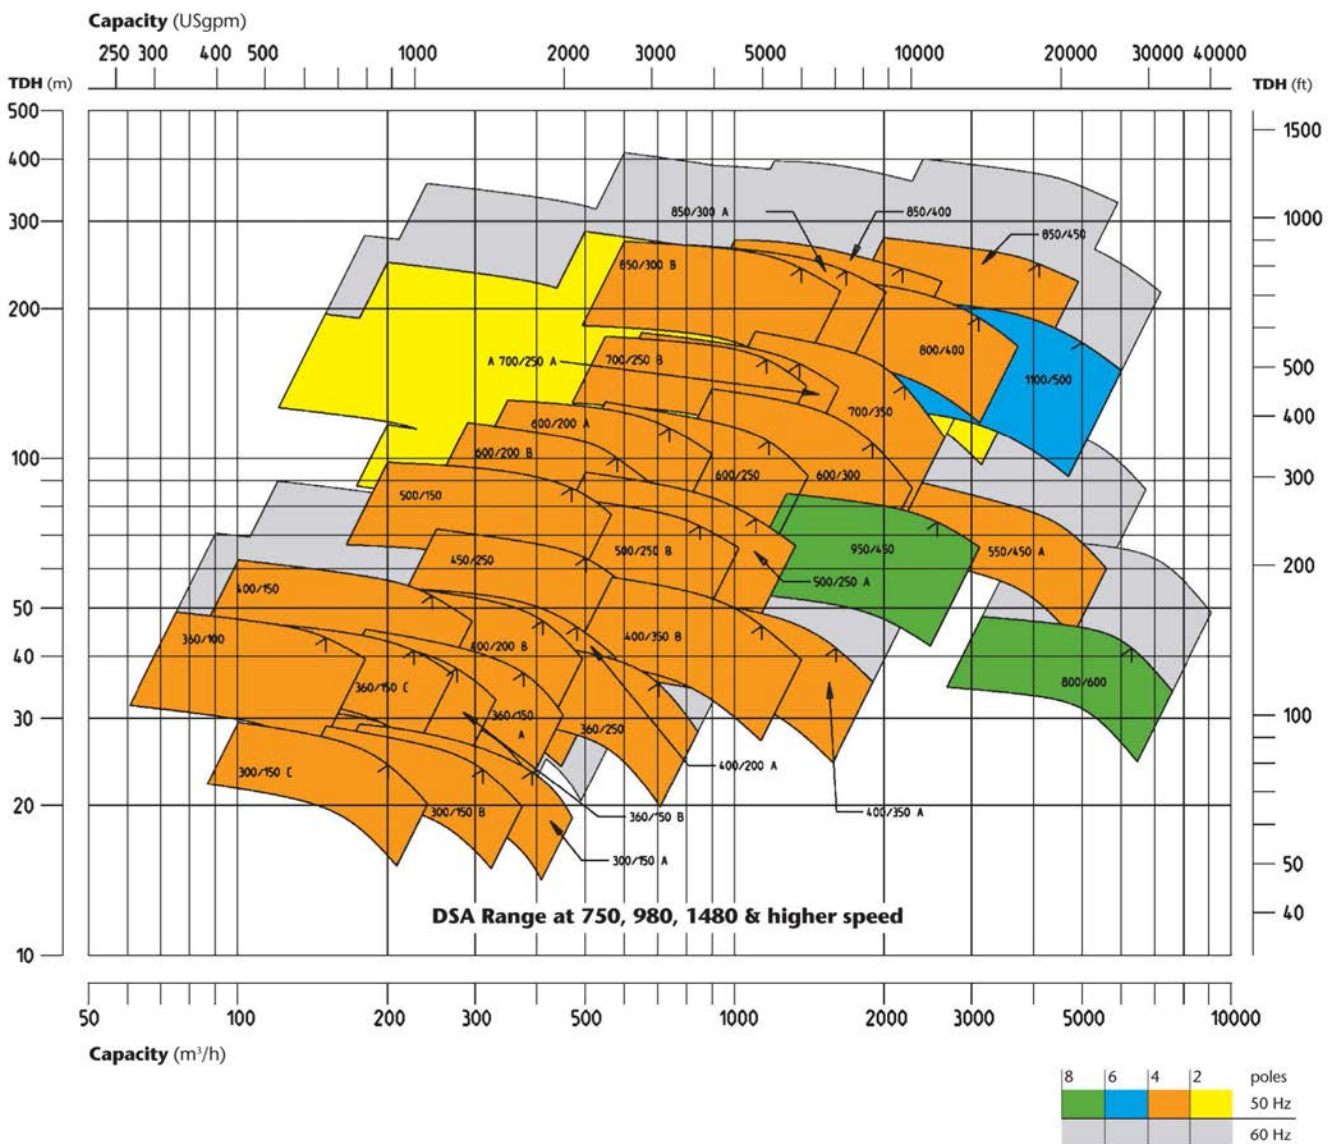 Capacity (USgpm)
250 300 400 500 1000 2000 3000 5000 10000 20000 30000 40000
TDH (m) TDH (ft)
500
1500
400
850/300 A 850/400
300 1000
850/450
650/300 B
200
800/400
A 700/250 A 700/250 B 500
1100/500
700/350
400
600/200 A
100
600/200 B
600/250 600/300 300
500/150
500/250 B 950/450 550/450 A
450/250
200
500/250 A
400/150
50
360/100 400/200 B 400/350 B
40
360/150 C 800/600
30 360/150 A 360/250 100
400/200 A
300/150 C
20
300/150 B 360/150 B 400/350 A
300/150 A
50
DSA Range at 750, 980, 1480 & higher speed
40
10
50 100 200 300 500 1000 2000 3000 5000 10000
Capacity (m³/h)
8 6 4 2 poles
50 Hz
60 Hz